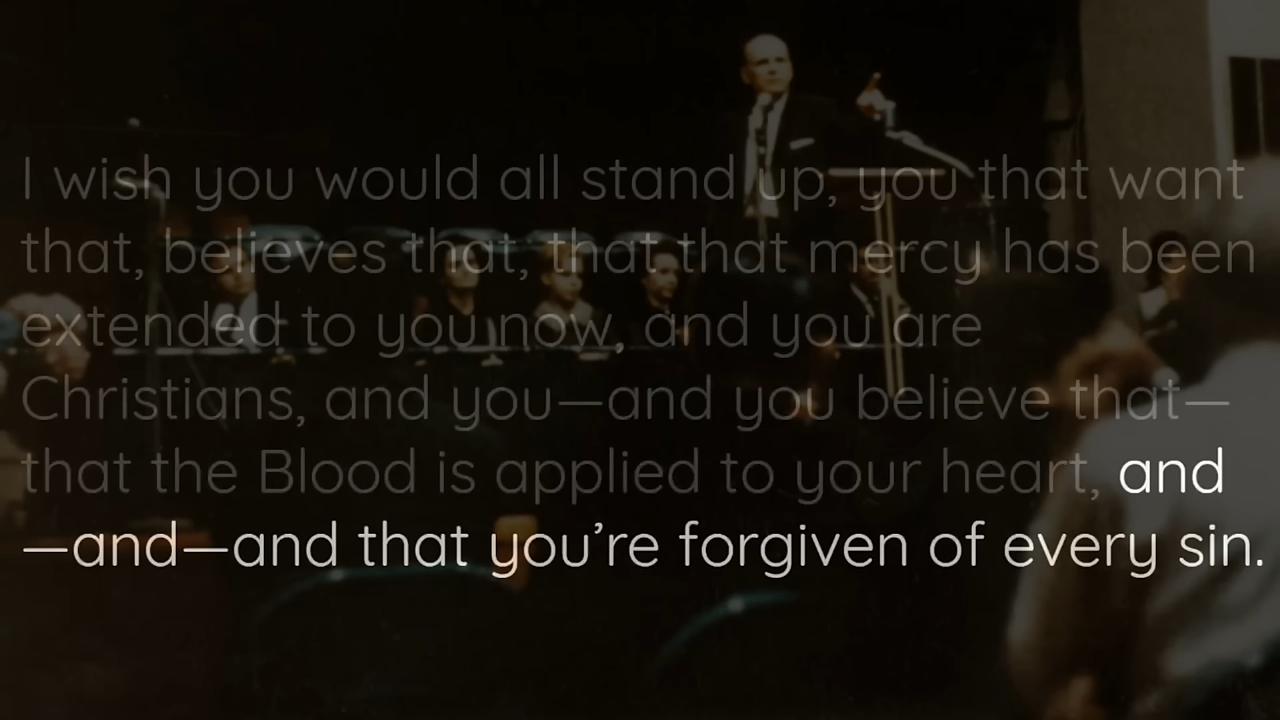 I wish you would all stand up, you that want
that, believes that, that that mercy has been
extended to you now, and you are
Christians, and you—and you believe that—
that the Blood is applied to your heart, and
—and—and that you’re forgiven of every sin.